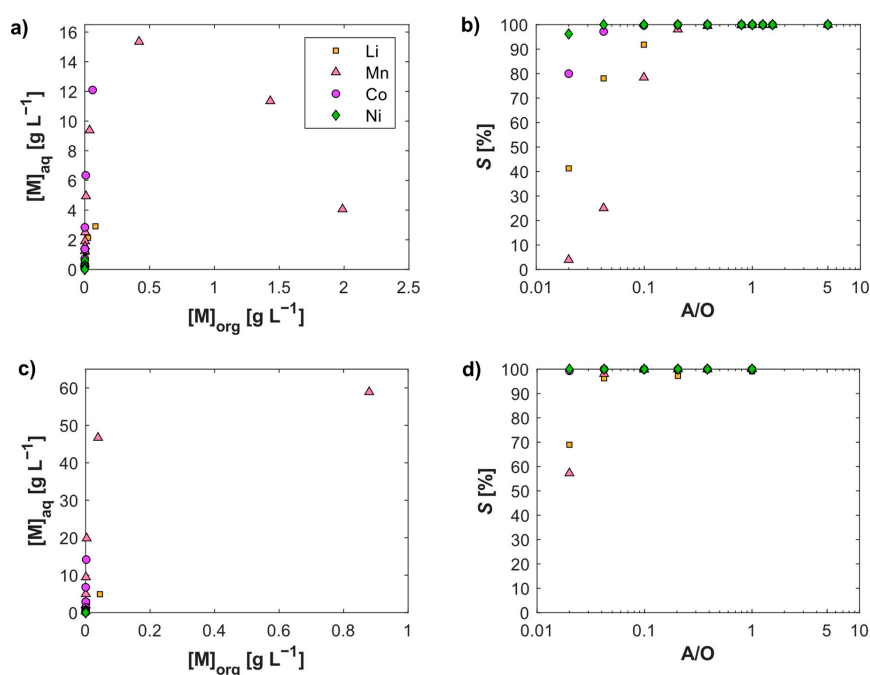 a)
16
14
12
10
8
6
4
2
0
[M]aq [g L−1]
0 0.5 1 1.5 2 2.5
[M]org [g L−1]
Li
Mn
Co
Ni
b)
100
90
80
70
60
50
40
30
20
10
0
S [%]
0.01 0.1 1 5 10
A/O
c)
60
50
40
30
20
10
0
[M]aq [g L−1]
0 0.2 0.4 0.6 0.8 1
[M]org [g L−1]
d)
100
90
80
70
60
50
40
30
20
10
0
S [%]
0.01 0.1 1 5 10
A/O